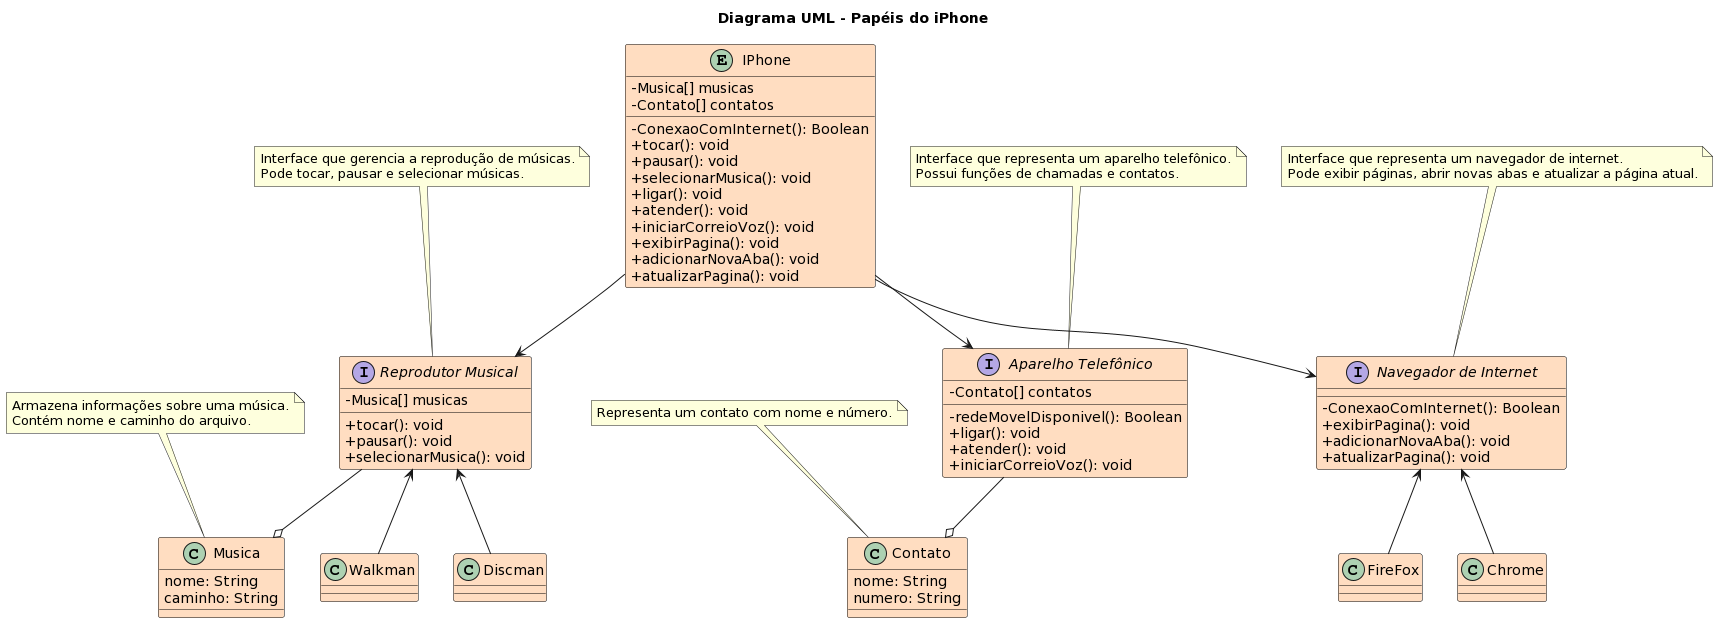 Diagrama UML - Papéis do iPhone
E IPhone
-Musica[] musicas
-Contato[] contatos
-ConexaoComInternet(): Boolean
+tocar(): void
+pausar(): void
+selecionarMusica(): void
+ligar(): void
+atender(): void
+iniciarCorreioVoz(): void
+exibirPagina(): void
+adicionarNovaAba(): void
+atualizarPagina(): void
Interface que gerencia a reprodução de músicas.
Pode tocar, pausar e selecionar músicas.
Interface que representa um aparelho telefônico.
Possui funções de chamadas e contatos.
Interface que representa um navegador de internet.
Pode exibir páginas, abrir novas abas e atualizar a página atual.
I Reprodutor Musical
-Musica[] musicas
+tocar(): void
+pausar(): void
+selecionarMusica(): void
I Aparelho Telefônico
-Contato[] contatos
-redeMovelDisponivel(): Boolean
+ligar(): void
+atender(): void
+iniciarCorreioVoz(): void
I Navegador de Internet
-ConexaoComInternet(): Boolean
+exibirPagina(): void
+adicionarNovaAba(): void
+atualizarPagina(): void
Armazena informações sobre uma música.
Contém nome e caminho do arquivo.
Representa um contato com nome e número.
C Musica
nome: String
caminho: String
C Walkman
C Discman
C Contato
nome: String
numero: String
C FireFox
C Chrome